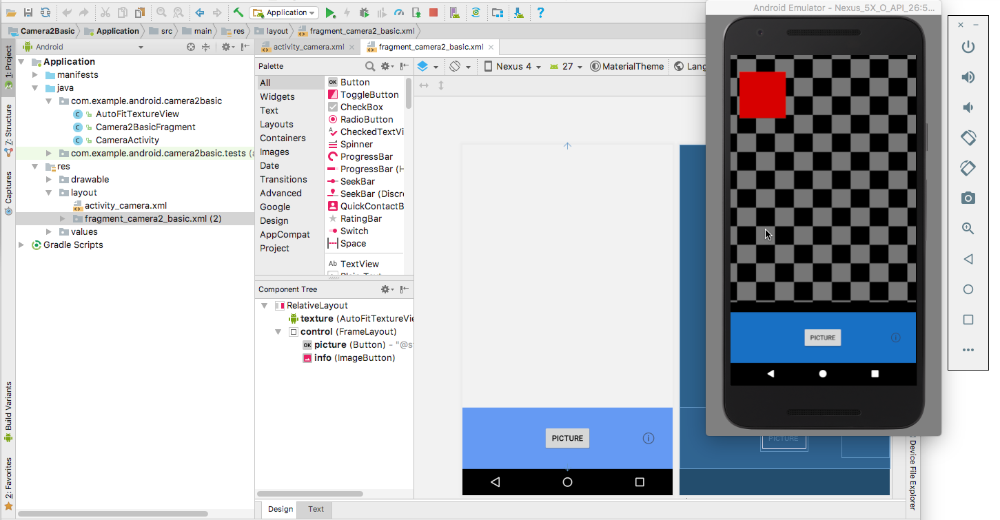 Application
Android Emulator - Nexus_5X_O_API_26:5...
Camera2Basic
Application
src
main
res
layout
fragment_camera2_basic.xml
1: Project
Z: Structure
Captures
Build Variants
2: Favorites
Android
Application
manifests
java
com.example.android.camera2basic
AutoFitTextureView
Camera2BasicFragment
CameraActivity
com.example.android.camera2basic.tests (a
res
drawable
layout
activity_camera.xml
fragment_camera2_basic.xml (2)
values
Gradle Scripts
activity_camera.xml
fragment_camera2_basic.xml
Palette
All
Widgets
Text
Layouts
Containers
Images
Date
Transitions
Advanced
Google
Design
AppCompat
Project
OK Button
ToggleButton
CheckBox
RadioButton
CheckedTextVi
Spinner
ProgressBar
ProgressBar (H
SeekBar
SeekBar (Discre
QuickContactB
RatingBar
Switch
Space
Ab TextView
Component Tree
RelativeLayout
texture (AutoFitTextureVie
control (FrameLayout)
OK picture (Button) - "@s
info (ImageButton)
Nexus 4
27
MaterialTheme
Lang
PICTURE
PICTURE
PICTURE
Design
Text
Device File Explorer